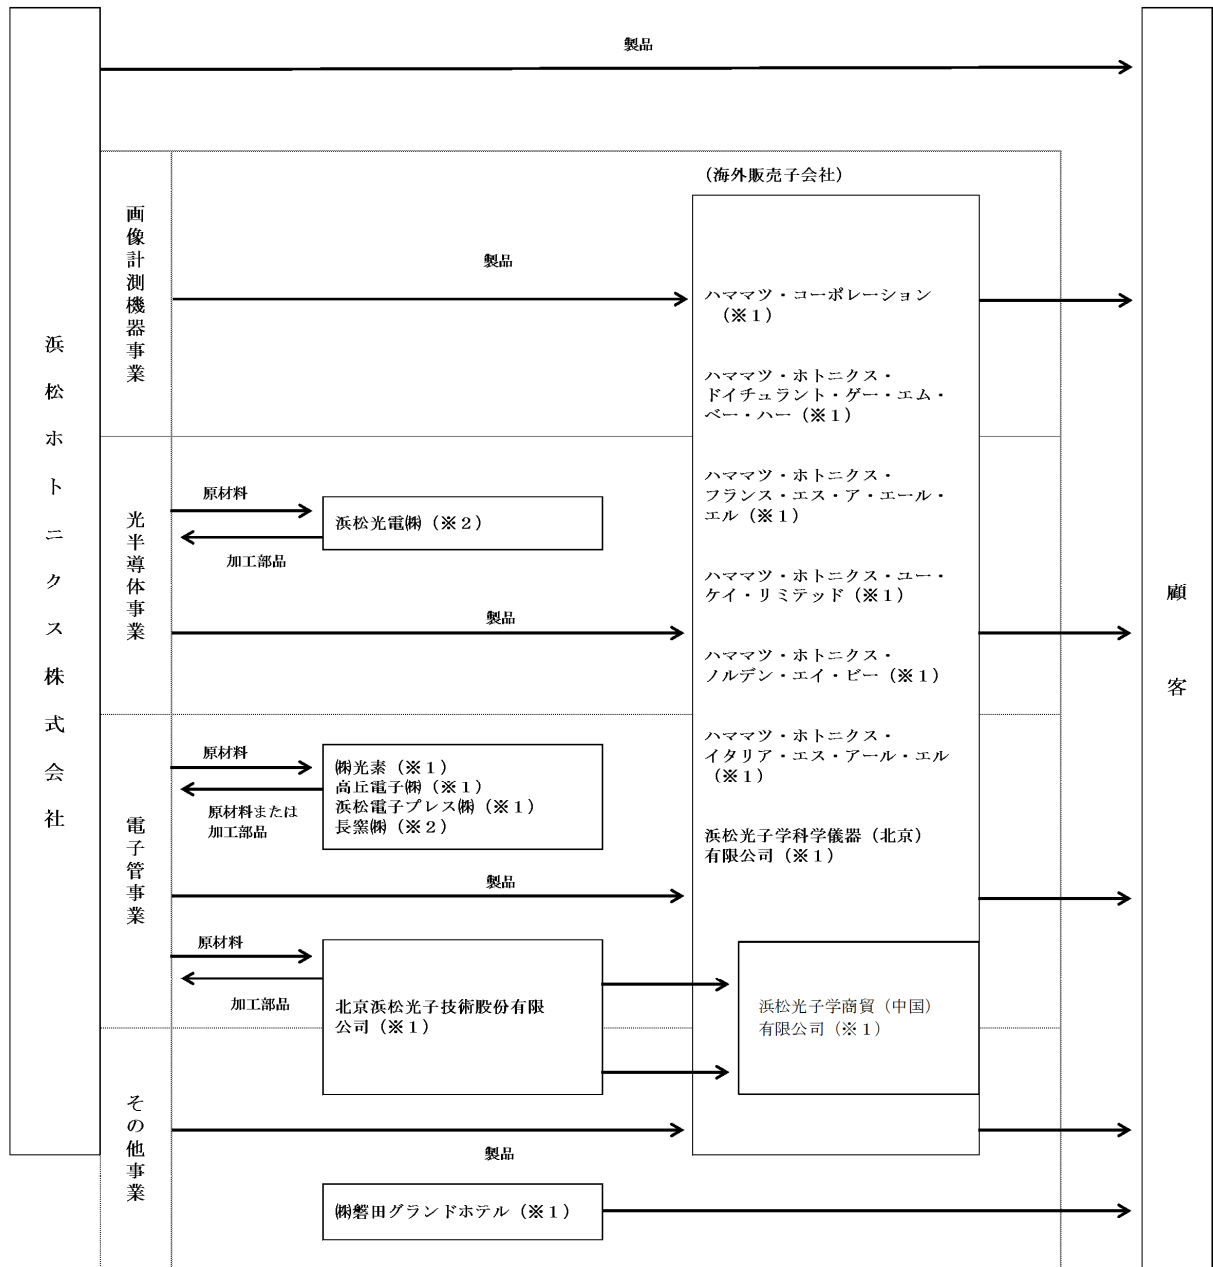 浜松ホトニクス株式会社
製品
顧客
画像計測機器事業
製品
（海外販売子会社）
ハママツ・コーポレーション
（※１）
ハママツ・ホトニクス・
ドイチュラント・ゲー・エム・
ベー・ハー（※１）
ハママツ・ホトニクス・
フランス・エス・ア・エール・
エル（※１）
ハママツ・ホトニクス・ユー・
ケイ・リミテッド（※１）
ハママツ・ホトニクス・
ノルデン・エイ・ビー（※１）
ハママツ・ホトニクス・
イタリア・エス・アール・エル
（※１）
浜松光子学科学儀器（北京）
有限公司（※１）
浜松光子学商貿（中国）
有限公司（※１）
光半導体事業
原材料
浜松光電㈱（※２）
加工部品
製品
電子管事業
原材料
㈱光素（※１）
高丘電子㈱（※１）
浜松電子プレス㈱（※１）
長窯㈱（※２）
原材料または
加工部品
製品
原材料
加工部品
北京浜松光子技術股份有限
公司（※１）
その他事業
製品
㈱磐田グランドホテル（※１）